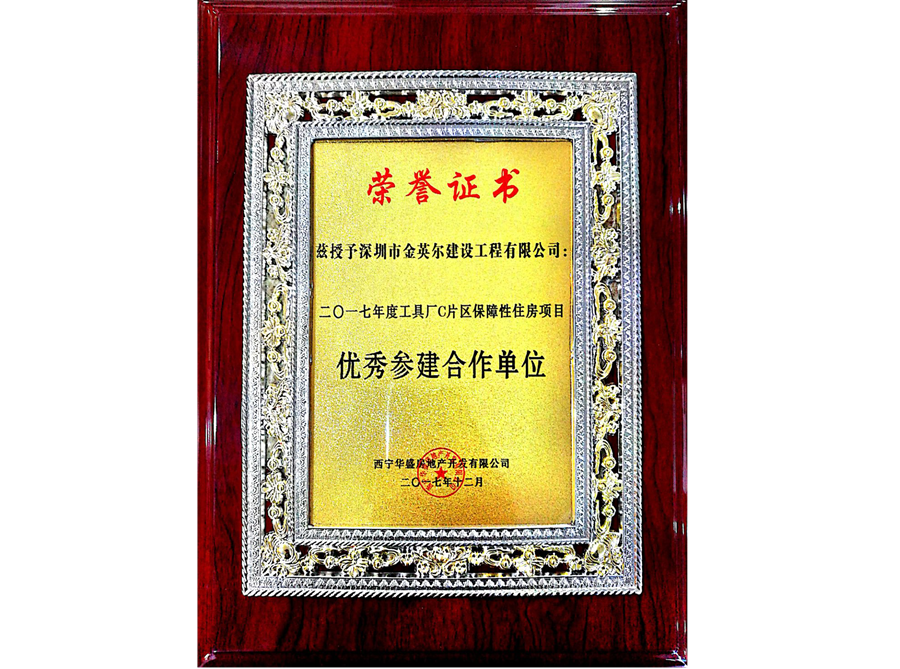 荣誉证书
兹授予深圳市金英尔建设工程有限公司：
二〇一七年度工具厂C片区保障性住房项目
优秀参建合作单位
西宁华盛房地产开发有限公司
二〇一七年十二月